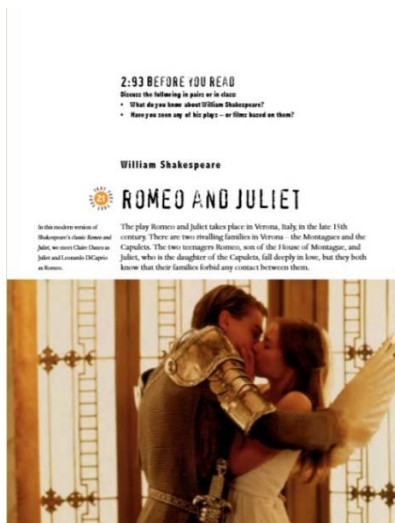 2:93 BEFORE YOU READ
Discuss the following in pairs or in class:
• What do you know about William Shakespeare?
• Have you seen any of his plays – or films based on them?
William Shakespeare
21
ROMEO AND JULIET
In this modern version of
Shakespeare's classic Romeo and
Juliet, we meet Claire Danes as
Juliet and Leonardo DiCaprio
as Romeo.
The play Romeo and Juliet takes place in Verona, Italy, in the late 15th
century. There are two rivalling families in Verona – the Montagues and the
Capulets. The two teenagers Romeo, son of the House of Montague, and
Juliet, who is the daughter of the Capulets, fall deeply in love, but they both
know that their families forbid any contact between them.